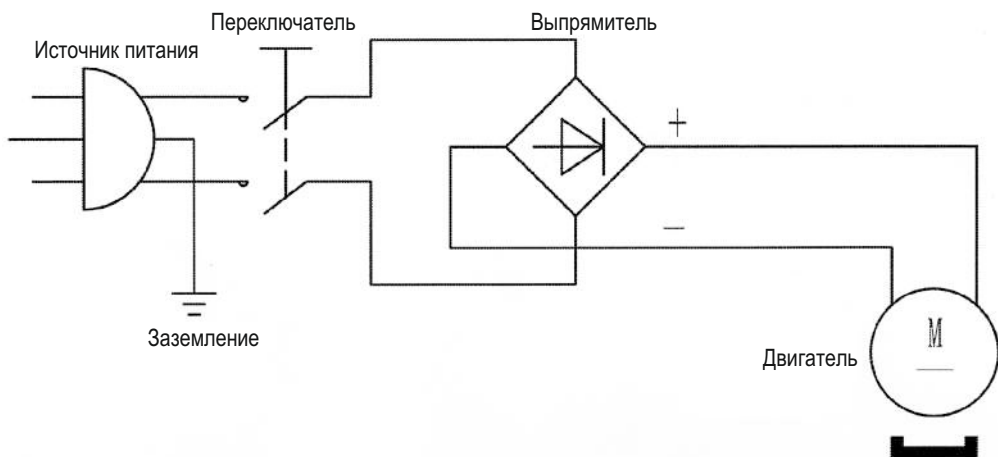 Переключатель
Выпрямитель
Источник питания
+
—
Заземление
M
Двигатель